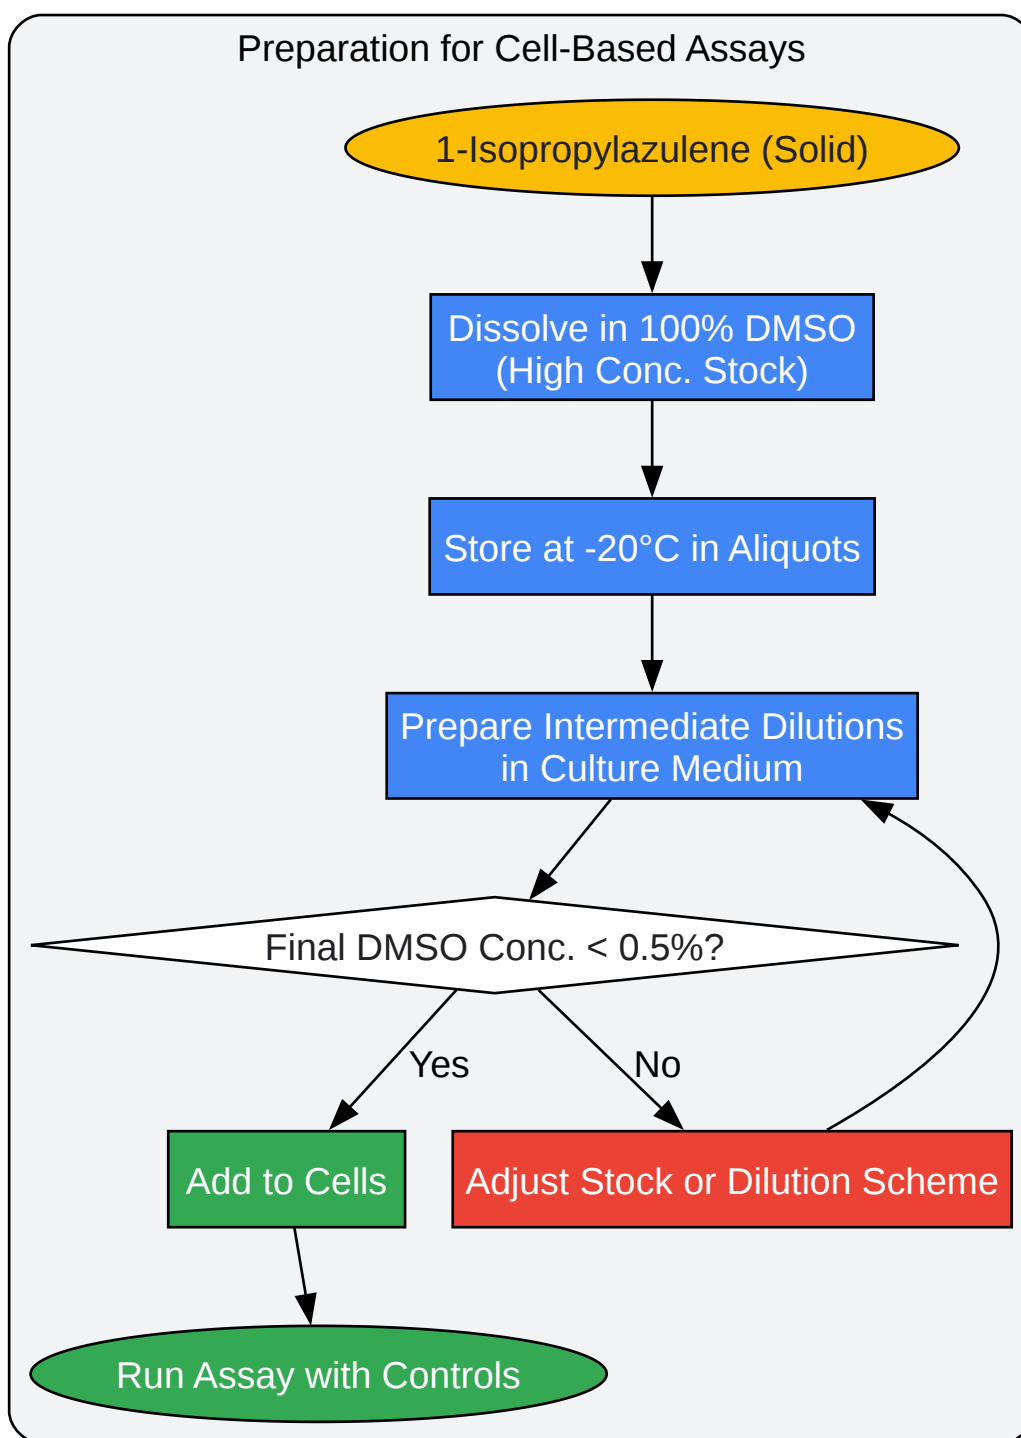 Preparation for Cell-Based Assays
1-Isopropylazulene (Solid)
Dissolve in 100% DMSO
(High Conc. Stock)
Store at -20°C in Aliquots
Prepare Intermediate Dilutions
in Culture Medium
Final DMSO Conc. < 0.5%?
Yes
No
Add to Cells
Adjust Stock or Dilution Scheme
Run Assay with Controls